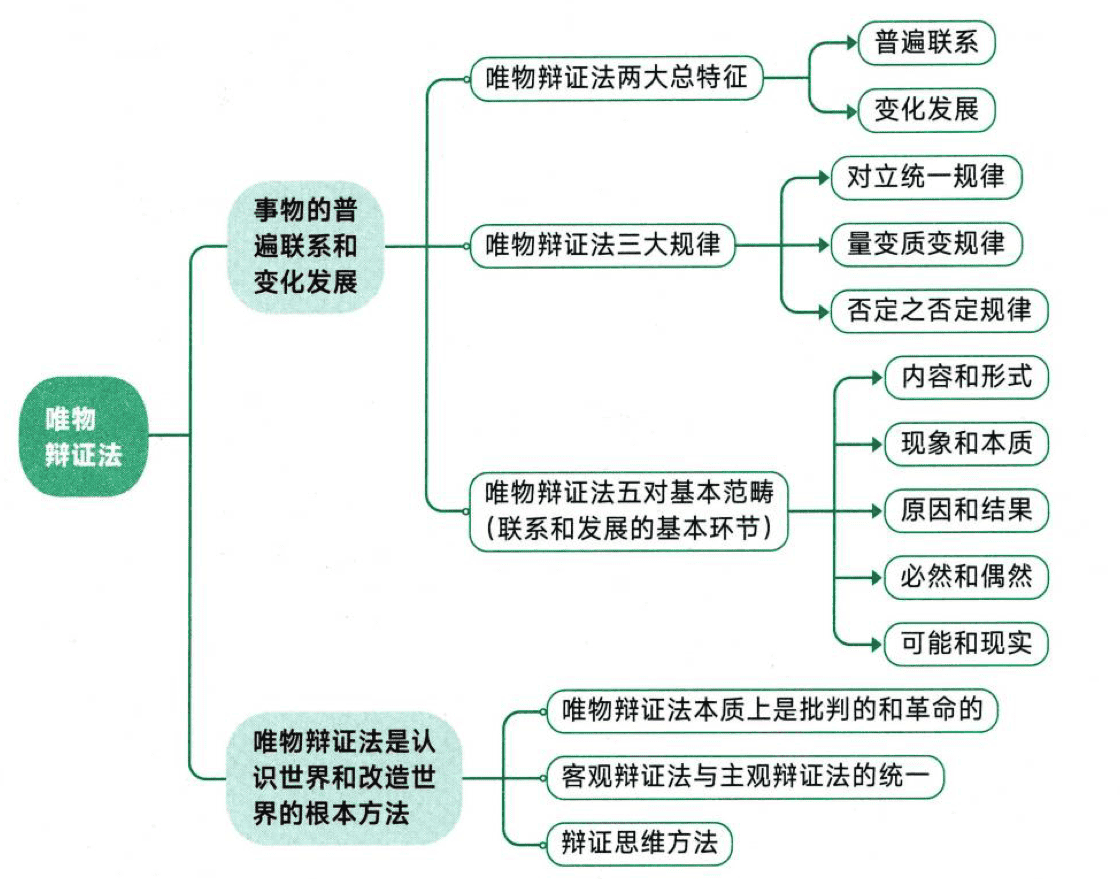 唯物
辩证法
事物的普
遍联系和
变化发展
唯物辩证法两大总特征
普遍联系
变化发展
唯物辩证法三大规律
对立统一规律
量变质变规律
否定之否定规律
唯物辩证法五对基本范畴
(联系和发展的基本环节)
内容和形式
现象和本质
原因和结果
必然和偶然
可能和现实
唯物辩证法是认
识世界和改造世
界的根本方法
唯物辩证法本质上是批判的和革命的
客观辩证法与主观辩证法的统一
辩证思维方法